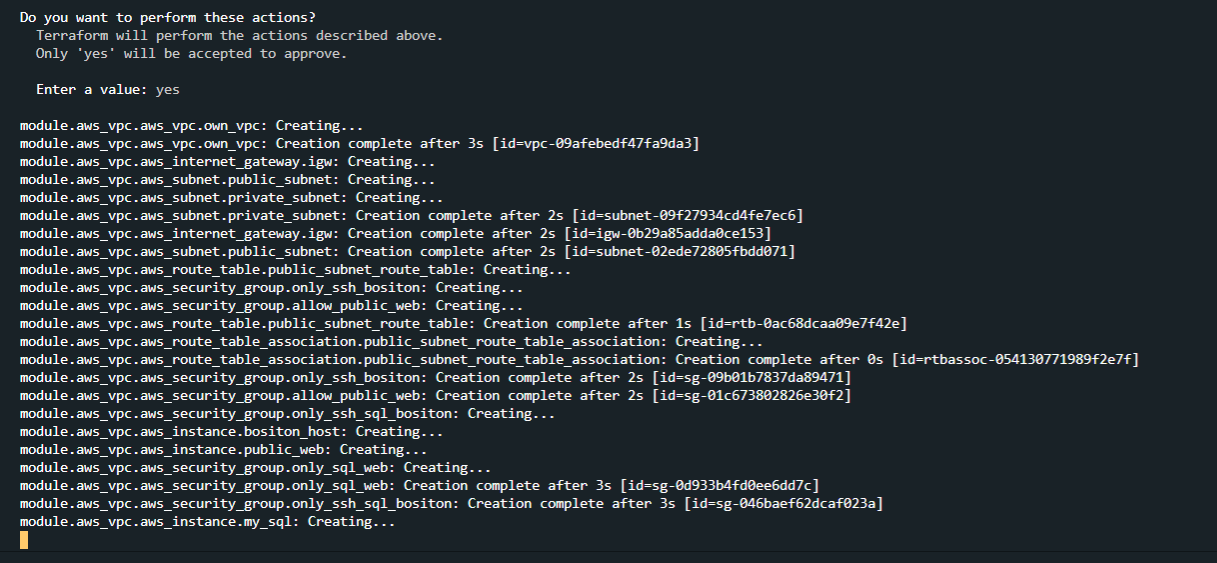 Do you want to perform these actions?
Terraform will perform the actions described above.
Only 'yes' will be accepted to approve.
Enter a value: yes
module.aws_vpc.aws_vpc.own_vpc: Creating...
module.aws_vpc.aws_vpc.own_vpc: Creation complete after 3s [id=vpc-09afebedf47fa9da3]
module.aws_vpc.aws_internet_gateway.igw: Creating...
module.aws_vpc.aws_subnet.public_subnet: Creating...
module.aws_vpc.aws_subnet.private_subnet: Creating...
module.aws_vpc.aws_subnet.private_subnet: Creation complete after 2s [id=subnet-09f27934cd4fe7ec6]
module.aws_vpc.aws_internet_gateway.igw: Creation complete after 2s [id=igw-0b29a85adda0ce153]
module.aws_vpc.aws_subnet.public_subnet: Creation complete after 2s [id=subnet-02ede72805fbdd071]
module.aws_vpc.aws_route_table.public_subnet_route_table: Creating...
module.aws_vpc.aws_security_group.only_ssh_bositon: Creating...
module.aws_vpc.aws_security_group.allow_public_web: Creating...
module.aws_vpc.aws_route_table.public_subnet_route_table: Creation complete after 1s [id=rtb-0ac68dcaa09e7f42e]
module.aws_vpc.aws_route_table_association.public_subnet_route_table_association: Creating...
module.aws_vpc.aws_route_table_association.public_subnet_route_table_association: Creation complete after 0s [id=rtbassoc-054130771989f2e7f]
module.aws_vpc.aws_security_group.only_ssh_bositon: Creation complete after 2s [id=sg-09b01b7837da89471]
module.aws_vpc.aws_security_group.allow_public_web: Creation complete after 2s [id=sg-01c673802826e30f2]
module.aws_vpc.aws_security_group.only_ssh_sql_bositon: Creating...
module.aws_vpc.aws_instance.bositon_host: Creating...
module.aws_vpc.aws_instance.public_web: Creating...
module.aws_vpc.aws_security_group.only_sql_web: Creating...
module.aws_vpc.aws_security_group.only_sql_web: Creation complete after 3s [id=sg-0d933b4fd0ee6dd7c]
module.aws_vpc.aws_security_group.only_ssh_sql_bositon: Creation complete after 3s [id=sg-046baef62dcaf023a]
module.aws_vpc.aws_instance.my_sql: Creating...